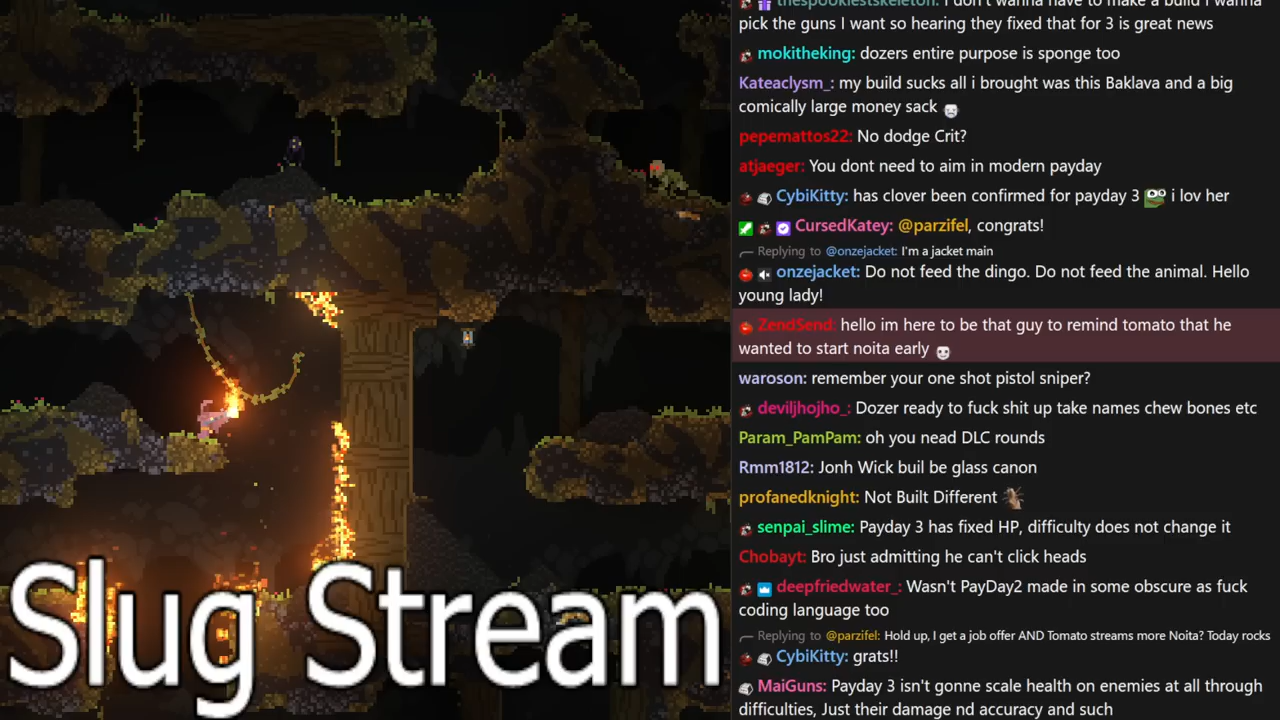 thespookiestskeleton: I don't wanna have to make a build I wanna
pick the guns I want so hearing they fixed that for 3 is great news
mokitheking: dozers entire purpose is sponge too
Kateaclysm_: my build sucks all i brought was this Baklava and a big
comically large money sack
pepemattos22: No dodge Crit?
atjaeger: You dont need to aim in modern payday
CybiKitty: has clover been confirmed for payday 3 i lov her
CursedKatey: @parzifel, congrats!
Replying to @onzejacket: I'm a jacket main
onzejacket: Do not feed the dingo. Do not feed the animal. Hello
young lady!
ZendSend: hello im here to be that guy to remind tomato that he
wanted to start noita early
waroson: remember your one shot pistol sniper?
deviljhojho_: Dozer ready to fuck shit up take names chew bones etc
Param_PamPam: oh you nead DLC rounds
Rmm1812: Jonh Wick buil be glass canon
profanedknight: Not Built Different
senpai_slime: Payday 3 has fixed HP, difficulty does not change it
Chobayt: Bro just admitting he can't click heads
deepfriedwater_: Wasn't PayDay2 made in some obscure as fuck
coding language too
Replying to @parzifel: Hold up, I get a job offer AND Tomato streams more Noita? Today rocks
CybiKitty: grats!!
MaiGuns: Payday 3 isn't gonne scale health on enemies at all through
difficulties, Just their damage nd accuracy and such
Slug Stream